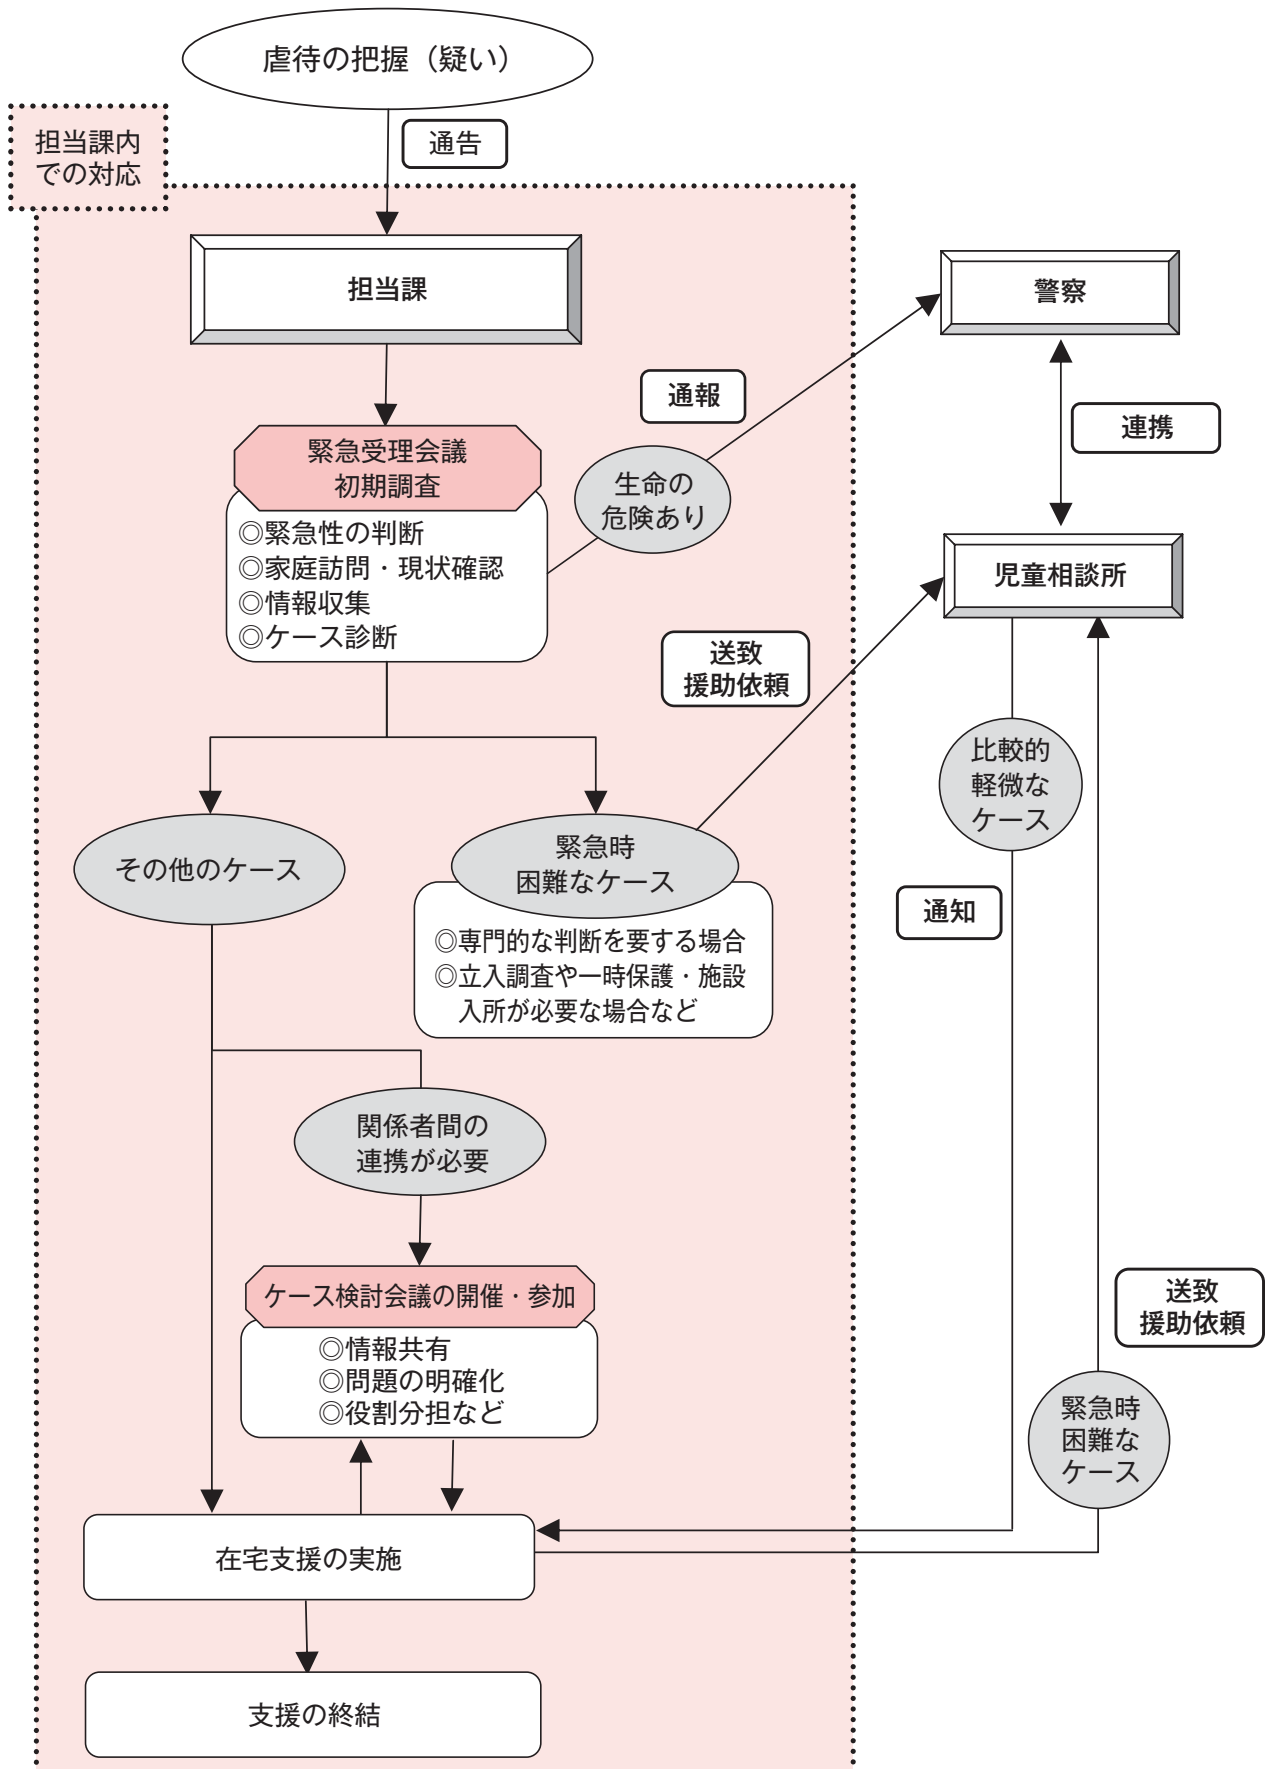 虐待の把握（疑い）
通告
担当課内
での対応
担当課
警察
通報
連携
緊急受理会議
初期調査
◎緊急性の判断
◎家庭訪問・現状確認
◎情報収集
◎ケース診断
生命の
危険あり
児童相談所
送致
援助依頼
比較的
軽微な
ケース
その他のケース
緊急時
困難なケース
◎専門的な判断を要する場合
◎立入調査や一時保護・施設
入所が必要な場合など
通知
関係者間の
連携が必要
ケース検討会議の開催・参加
◎情報共有
◎問題の明確化
◎役割分担など
送致
援助依頼
緊急時
困難な
ケース
在宅支援の実施
支援の終結